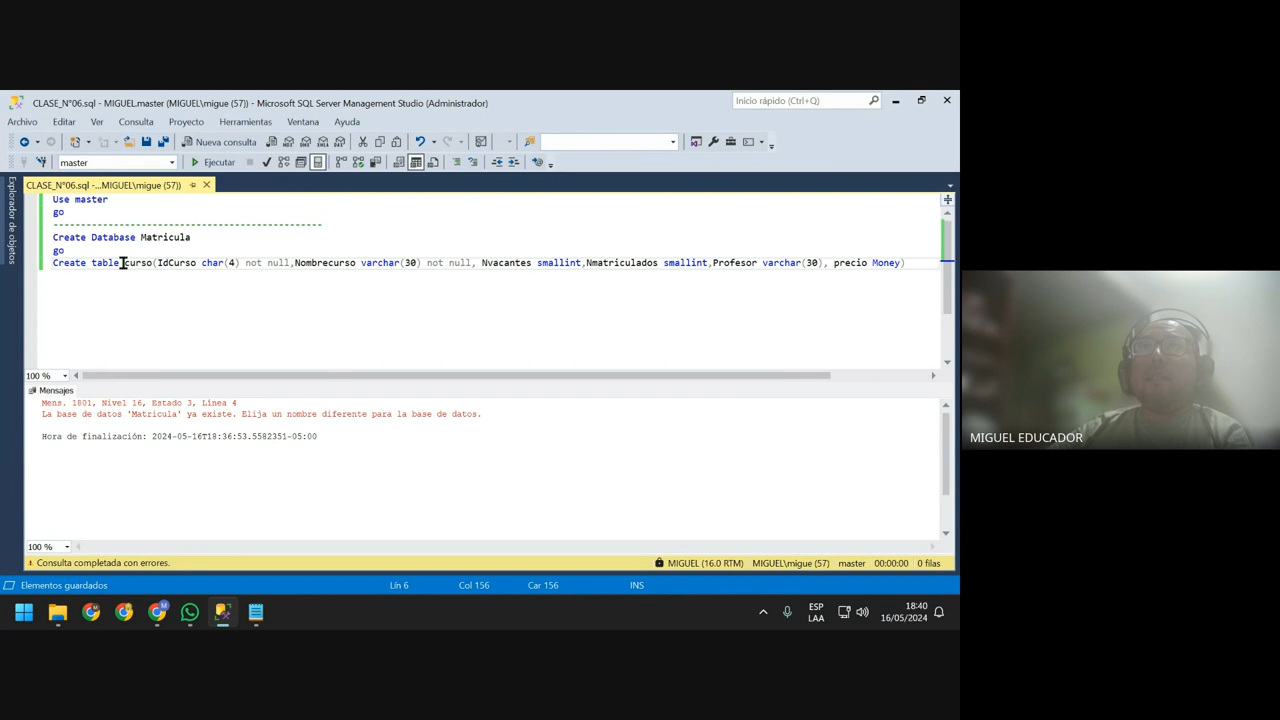 CLASE_N°06.sql - MIGUEL.master (MIGUEL\migue (57)) - Microsoft SQL Server Management Studio (Administrador)
Inicio rápido (Ctrl+Q)
Archivo Editar Ver Consulta Proyecto Herramientas Ventana Ayuda
Nueva consulta
master
Ejecutar
Explorador de objetos
CLASE_N°06.sql -...MIGUEL\migue (57))
Use master
go
-------------------------------------------------
Create Database Matricula
go
Create table curso(IdCurso char(4) not null,Nombrecurso varchar(30) not null, Nvacantes smallint,Nmatriculados smallint,Profesor varchar(30), precio Money)
100 %
Mensajes
Mens. 1801, Nivel 16, Estado 3, Línea 4
La base de datos 'Matricula' ya existe. Elija un nombre diferente para la base de datos.
Hora de finalización: 2024-05-16T18:36:53.5582351-05:00
MIGUEL EDUCADOR
100 %
Consulta completada con errores.
MIGUEL (16.0 RTM) MIGUEL\migue (57) master 00:00:00 0 filas
Elementos guardados
Lín 6 Col 156 Car 156 INS
ESP
LAA
18:40
16/05/2024